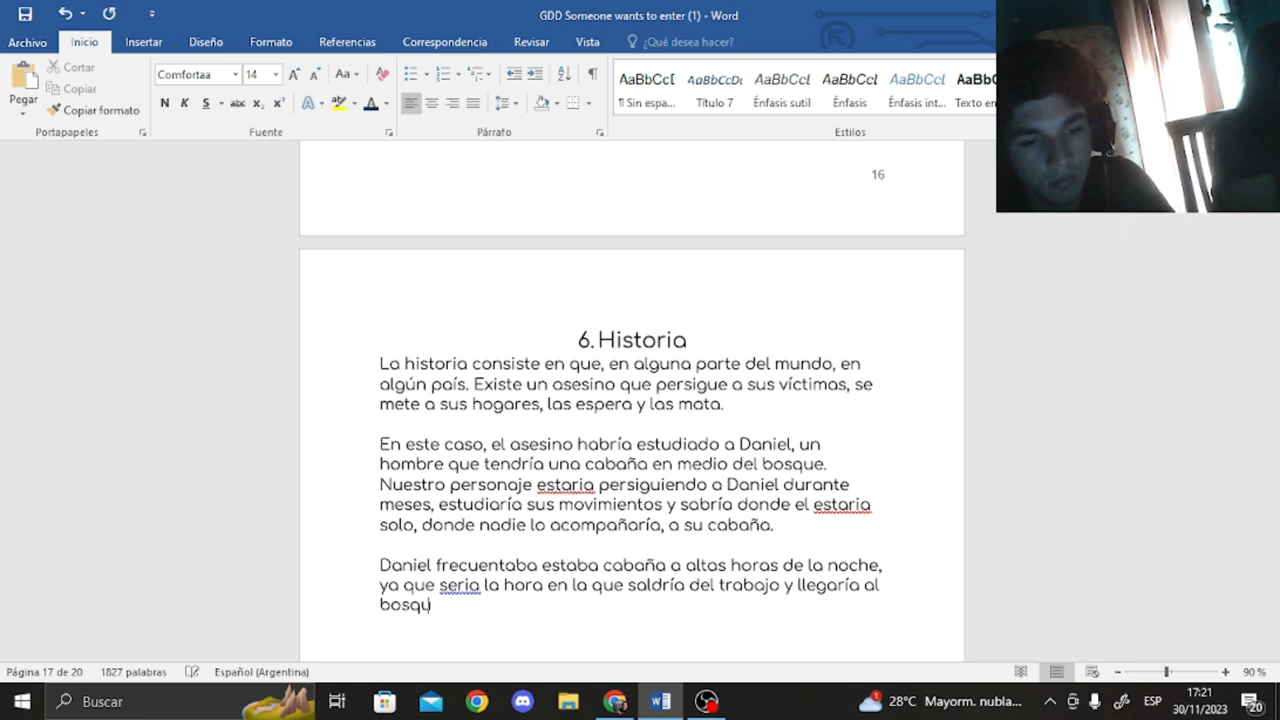 GDD Someone wants to enter (1) - Word
Archivo Inicio Insertar Diseño Formato Referencias Correspondencia Revisar Vista ¿Qué desea hacer?
Pegar
Cortar
Copiar
Copiar formato
Portapapeles
Comfortaa 14 Aa
N K S abc x₂ x²
Fuente
Párrafo
AaBbCcD AaBbCcDc AaBbCcl AaBbCcl AaBbCcl AaBb
¶ Sin espa... Título 7 Énfasis sutil Énfasis Énfasis int... Texto en
Estilos
16
6. Historia
La historia consiste en que, en alguna parte del mundo, en
algún país. Existe un asesino que persigue a sus víctimas, se
mete a sus hogares, las espera y las mata.
En este caso, el asesino habría estudiado a Daniel, un
hombre que tendría una cabaña en medio del bosque.
Nuestro personaje estaria persiguiendo a Daniel durante
meses, estudiaría sus movimientos y sabría donde el estaria
solo, donde nadie lo acompañaría, a su cabaña.
Daniel frecuentaba estaba cabaña a altas horas de la noche,
ya que seria la hora en la que saldría del trabajo y llegaría al
bosqu
Página 17 de 20 1827 palabras Español (Argentina) 90 %
Buscar 28°C Mayorm. nubla... ESP 17:21
30/11/2023 20